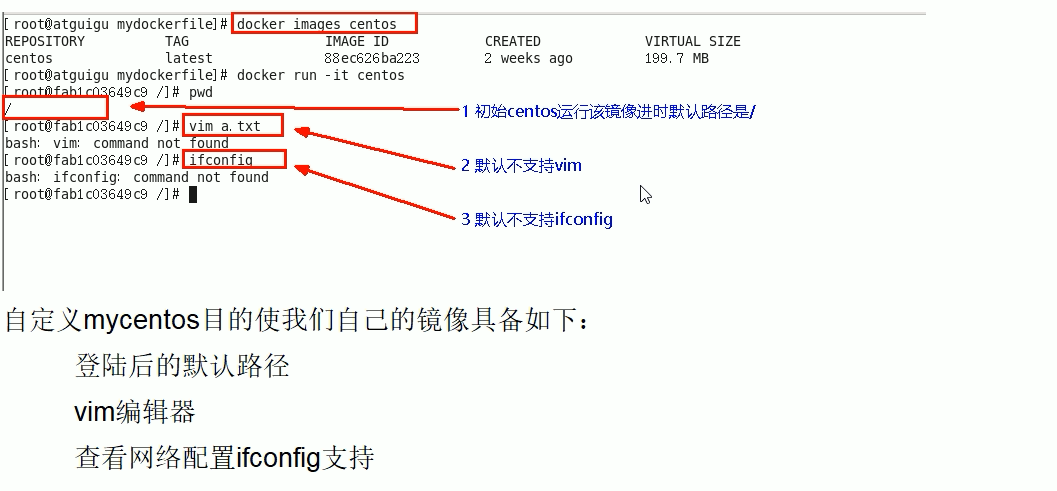 [root@atguigu mydockerfile]# docker images centos
REPOSITORY TAG IMAGE ID CREATED VIRTUAL SIZE
centos latest 88ec626ba223 2 weeks ago 199.7 MB
[root@atguigu mydockerfile]# docker run -it centos
[root@fab1c03649c9 /]# pwd
/
1 初始centos运行该镜像进时默认路径是/
[root@fab1c03649c9 /]# vim a.txt
bash: vim: command not found
[root@fab1c03649c9 /]# ifconfig
2 默认不支持vim
bash: ifconfig: command not found
[root@fab1c03649c9 /]#
3 默认不支持ifconfig
自定义mycentos目的使我们自己的镜像具备如下：
登陆后的默认路径
vim编辑器
查看网络配置ifconfig支持